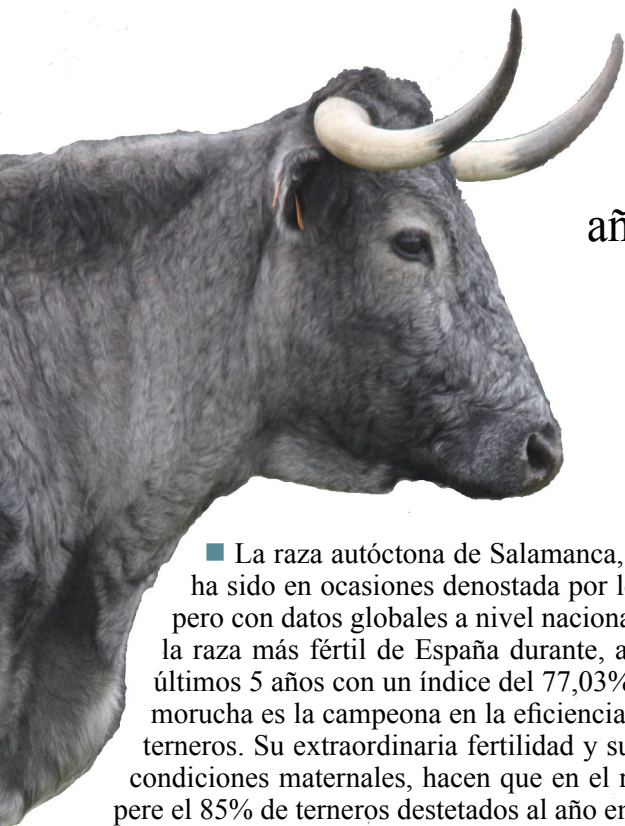 añ
■ La raza autóctona de Salamanca,
ha sido en ocasiones denostada por l
pero con datos globales a nivel naciona
la raza más fértil de España durante, a
últimos 5 años con un índice del 77,03%
morucha es la campeona en la eficiencia
terneros. Su extraordinaria fertilidad y su
condiciones maternales, hacen que en el
pere el 85% de terneros destetados al año en